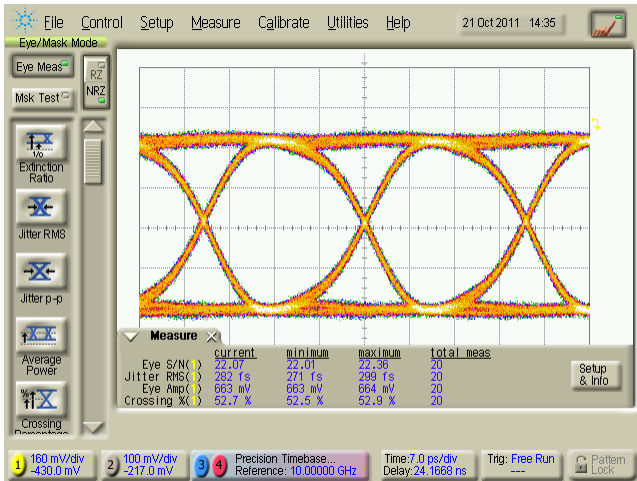 File Control Setup Measure Calibrate Utilities Help 21 Oct 2011 14:35
Eye/Mask Mode
Eye Meas
RZ
NRZ
Msk Test
Extinction
Ratio
Jitter RMS
Jitter p-p
Average
Power
Crossing
Percentage
Measure
current minimum maximum total meas
Eye S/N(1) 22.07 22.01 22.36 20
Jitter RMS(1) 282 fs 271 fs 299 fs 20
Eye Amp(1) 663 mV 663 mV 664 mV 20
Crossing %(1) 52.7 % 52.5 % 52.9 % 20
Setup
& Info
1 160 mV/div
-430.0 mV
2 100 mV/div
-217.0 mV
3 4 Precision Timebase...
Reference: 10.00000 GHz
Time:7.0 ps/div
Delay:24.1668 ns
Trig: Free Run
---
Pattern
Lock